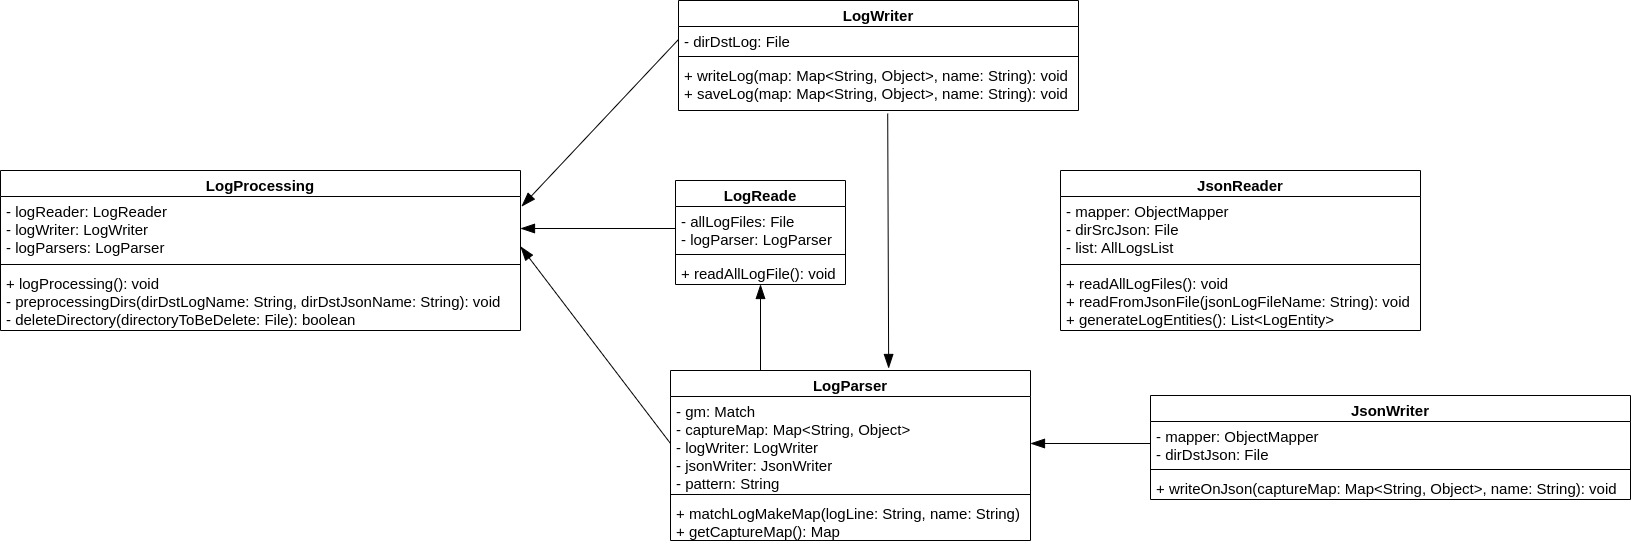 LogWriter
- dirDstLog: File
+ writeLog(map: Map<String, Object>, name: String): void
+ saveLog(map: Map<String, Object>, name: String): void
LogProcessing
- logReader: LogReader
- logWriter: LogWriter
- logParsers: LogParser
+ logProcessing(): void
- preprocessingDirs(dirDstLogName: String, dirDstJsonName: String): void
- deleteDirectory(directoryToBeDelete: File): boolean
LogReade
- allLogFiles: File
- logParser: LogParser
+ readAllLogFile(): void
JsonReader
- mapper: ObjectMapper
- dirSrcJson: File
- list: AllLogsList
+ readAllLogFiles(): void
+ readFromJsonFile(jsonLogFileName: String): void
+ generateLogEntities(): List<LogEntity>
LogParser
- gm: Match
- captureMap: Map<String, Object>
- logWriter: LogWriter
- jsonWriter: JsonWriter
- pattern: String
+ matchLogMakeMap(logLine: String, name: String)
+ getCaptureMap(): Map
JsonWriter
- mapper: ObjectMapper
- dirDstJson: File
+ writeOnJson(captureMap: Map<String, Object>, name: String): void